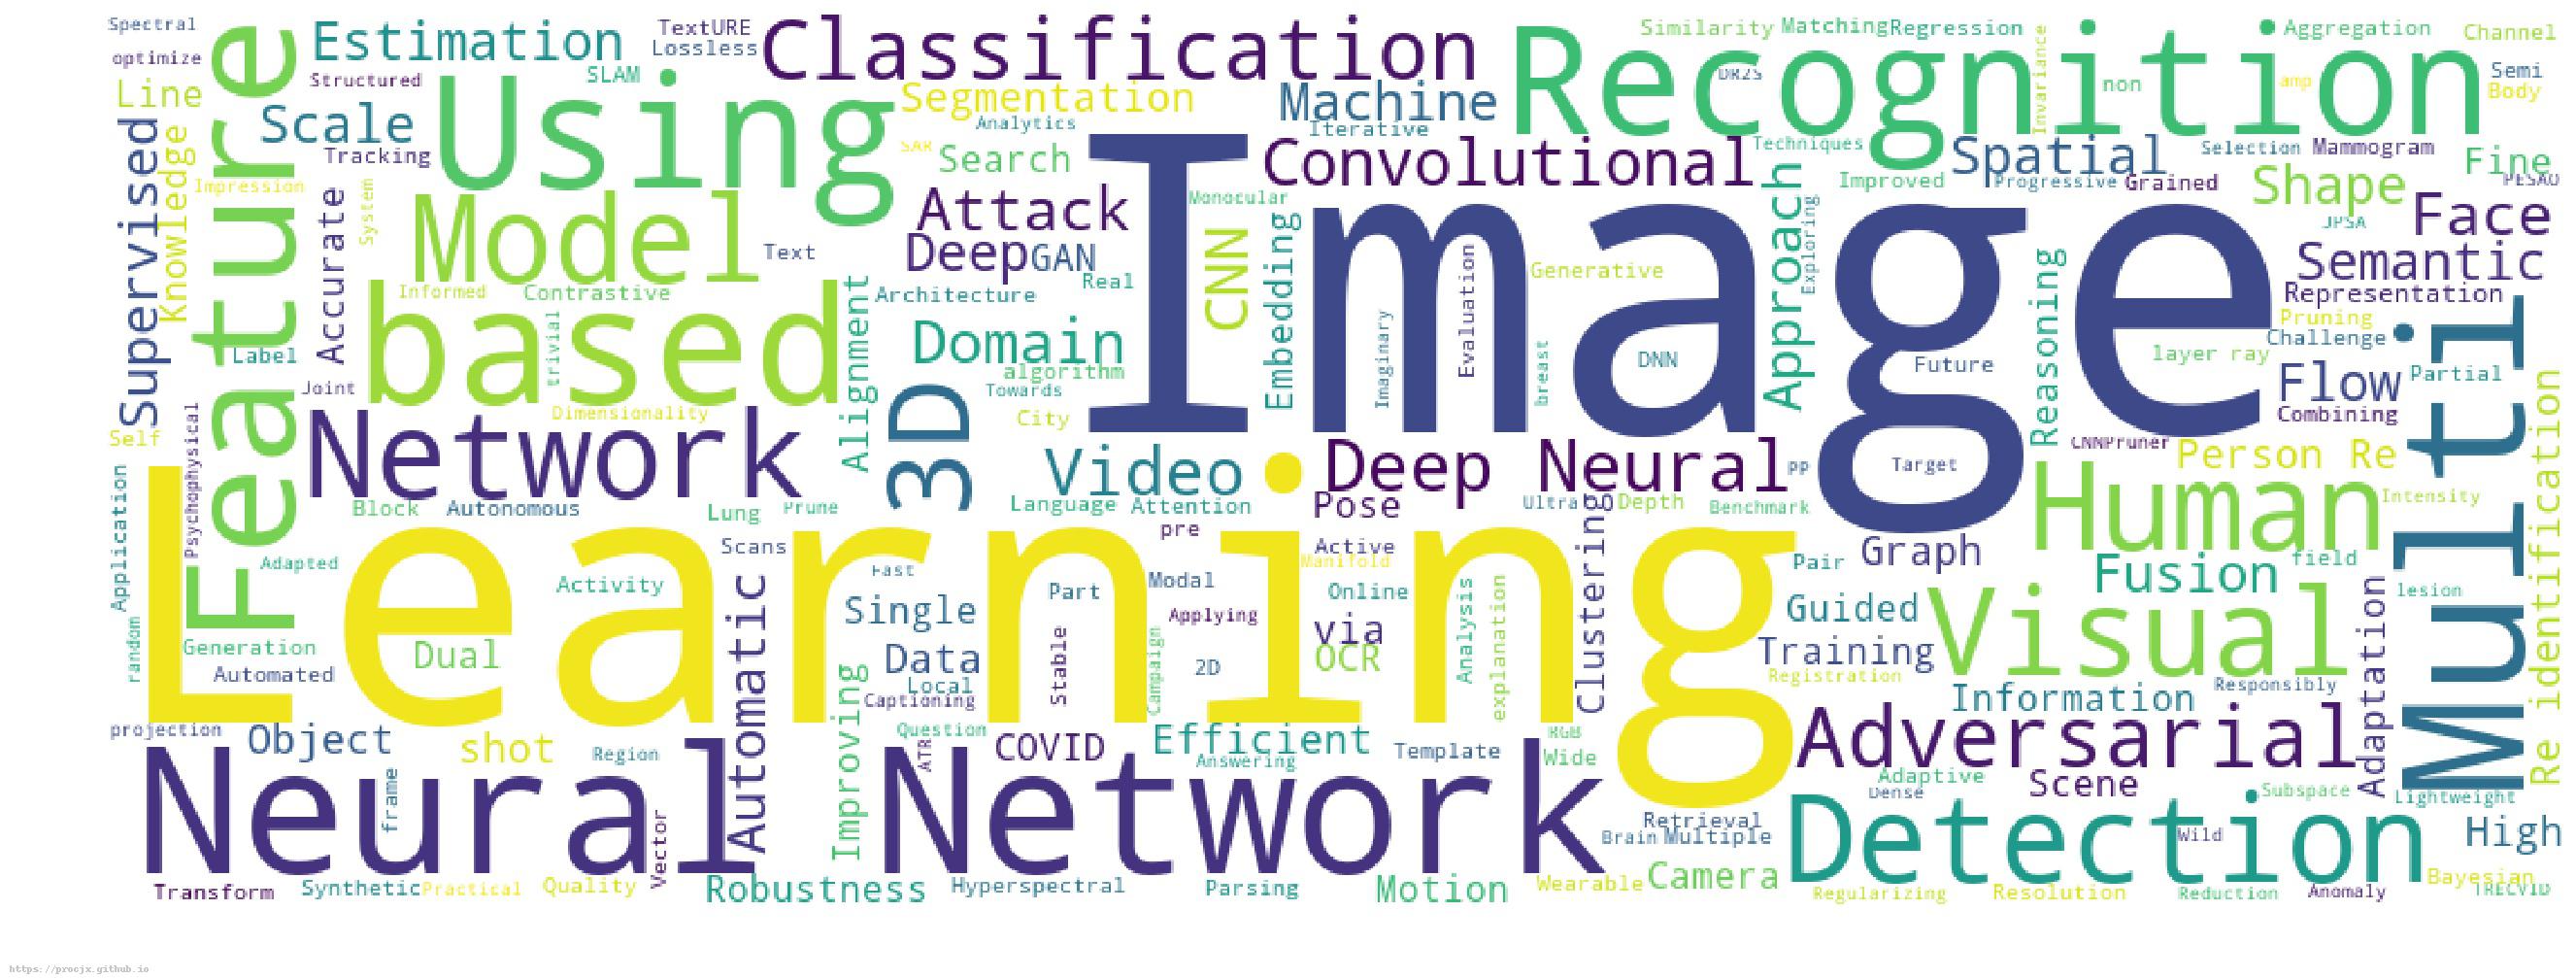 Spectral
optimize
Line
Supervised
Knowledge
Feature
Estimation
Structured
Scale
Tracking
Impression
Accurate
System
TextURE
Lossless
SLAM
Using
Classification
Segmentation
Analytics
SAR
Search
Machine
Iterative
Convolutional
Recognition
Similarity
Matching
Regression
Invariance
Aggregation
Channel
DR2S
non
amp
Semi
Body
Techniques
Spatial
Selection
Mammogram
Fine
Improved
Progressive
Grained
Shape
PESAO
JPSA
Face
Semantic
Representation
Pruning
Challenge
Model
Text
Attack
Deep
GAN
Monocular
Image
Approach
Exploring
Informed
Contrastive
Architecture
Real
CNN
Embedding
Evaluation
Generative
Reasoning
based
Label
trivial
Alignment
Domain
algorithm
Towards
City
Imaginary
breast
DNN
Future
layer ray
Flow
Partial
Combining
Multi
Joint
Dimensionality
Self
Psychophysical
Network
3D
Video
Deep Neural
PP
Target
CNNPruner
Person Re
Re identification
Application
Block
Autonomous
Lung
Prune
Language
Attention
Pose
Ultra
Depth
Benchmark
Human
Intensity
Learning
Adapted
Scans
Fast
pre
Active
Manifold
Clustering
Pair
Graph
Fusion
field
Activity
Automatic
Single
Part
Modal
Applying
Online
Analysis
explanation
Guided
Visual
Adaptation
lesion
random
Generation
Automated
Dual
Data
Local
Captioning
Stable
2D
Campaign
via
OCR
Training
Registration
Information
Responsibly
projection
Object
shot
Region
Improving
Question
ATR
COVID
Efficient
Answering
Template
RGB
Wide
Adversarial
Adaptive
Dense
Scene
Subspace
Lightweight
Neural
frame
Vector
Network
Retrieval
Brain
Multiple
Detection
Wild
High
Transform
Synthetic
Practical
Quality
Robustness
Hyperspectral
Parsing
Motion
Wearable
Camera
Regularizing
Resolution
Reduction
Anomaly
Bayesian
TRECVID
https://procjx.github.io